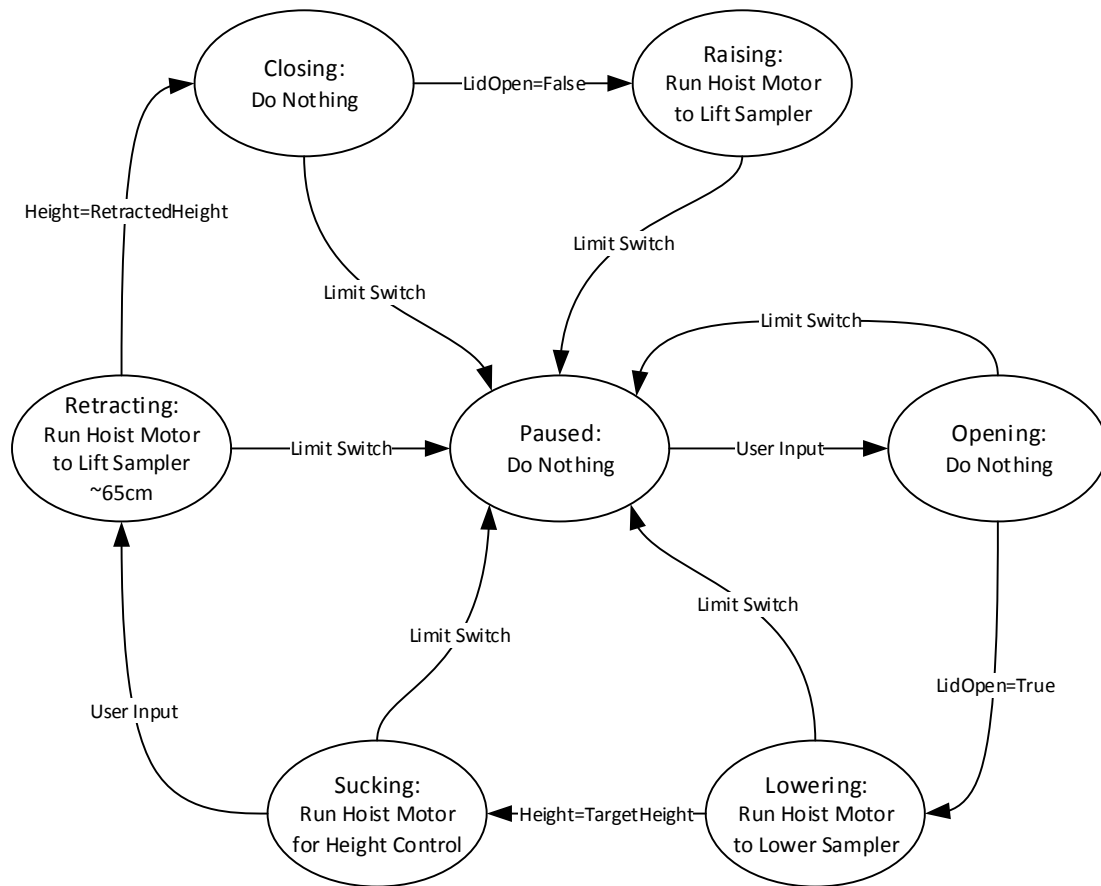 Closing:
Do Nothing
LidOpen=False
Raising:
Run Hoist Motor
to Lift Sampler
Height=RetractedHeight
Limit Switch
Limit Switch
Limit Switch
Retracting:
Run Hoist Motor
to Lift Sampler
~65cm
Limit Switch
Paused:
Do Nothing
User Input
Opening:
Do Nothing
Limit Switch
Limit Switch
User Input
LidOpen=True
Sucking:
Run Hoist Motor
for Height Control
Height=TargetHeight
Lowering:
Run Hoist Motor
to Lower Sampler